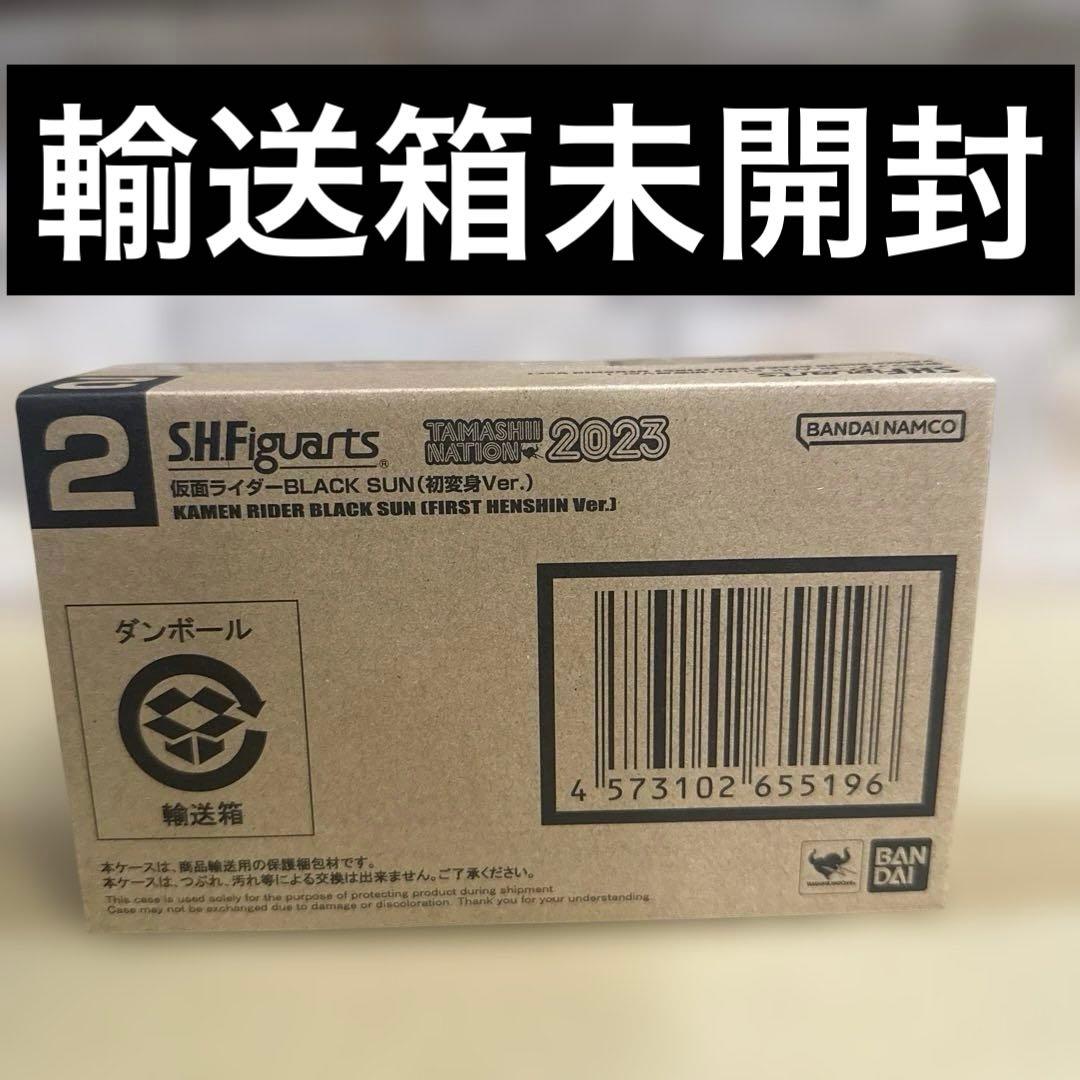 輸送箱未開封
2
S.H.Figuarts®
TAMASHII NATION 2023
BANDAI NAMCO
仮面ライダーBLACK SUN(初変身Ver.)
KAMEN RIDER BLACK SUN (FIRST HENSHIN Ver.)
ダンボール
輸送箱
4 573102 655196
本ケースは、商品輸送用の保護梱包材です。
本ケースは、つぶれ、汚れ等による交換は出来ません。ご了承ください。
This case is used solely for the purpose of protecting product during shipment.
Case may not be exchanged due to damage or discoloration. Thank you for your understanding.
BAN
DAI